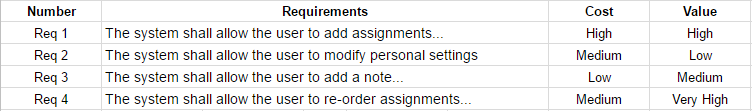 Number Requirements Cost Value
Req 1 The system shall allow the user to add assignments... High High
Req 2 The system shall allow the user to modify personal settings Medium Low
Req 3 The system shall allow the user to add a note... Low Medium
Req 4 The system shall allow the user to re-order assignments... Medium Very High